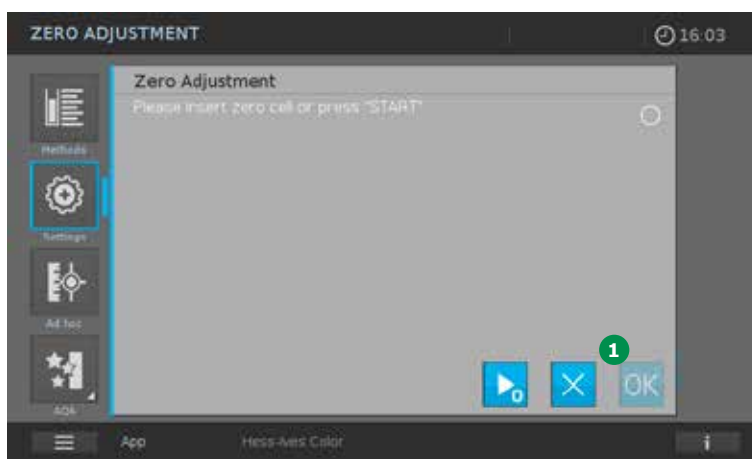 ZERO ADJUSTMENT
16:03
Zero Adjustment
Please insert zero cell or press "START"
Methods
Settings
Ad hoc
AQA
1
0
OK
App
Hess-Ives Color
i